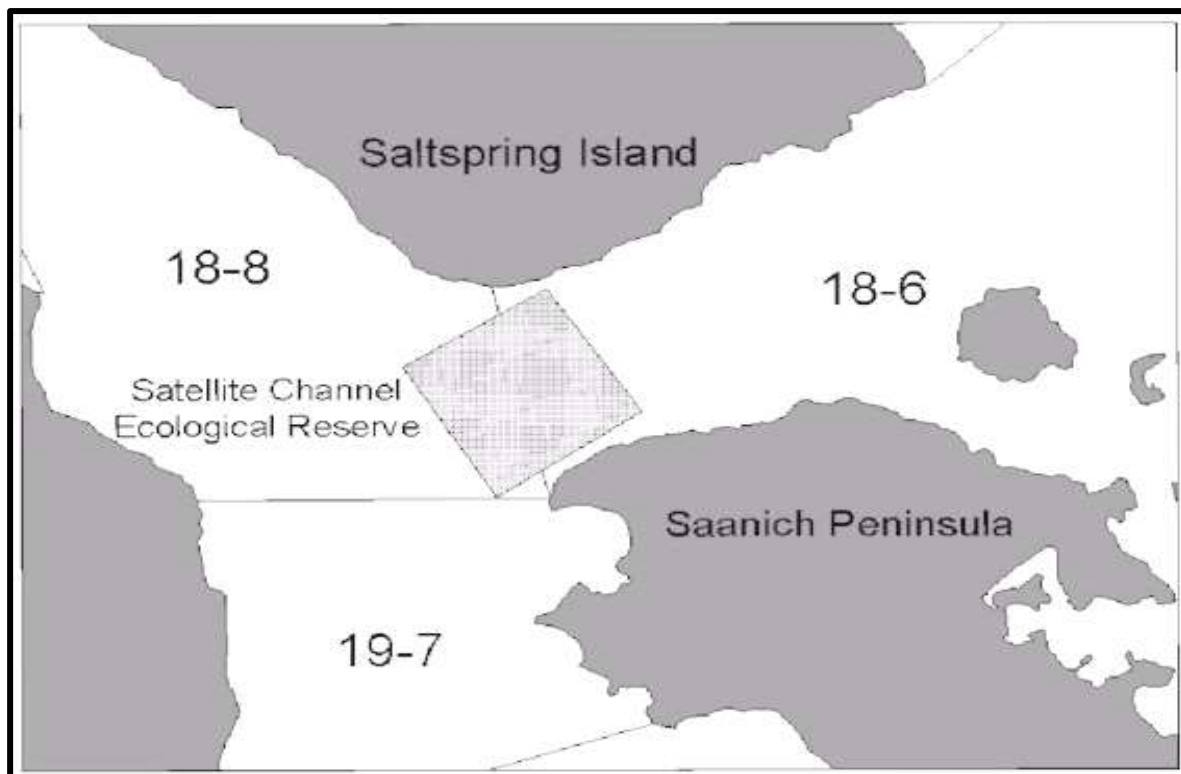 Saltspring Island
18-8
18-6
Satellite Channel
Ecological Reserve
Saanich Peninsula
19-7